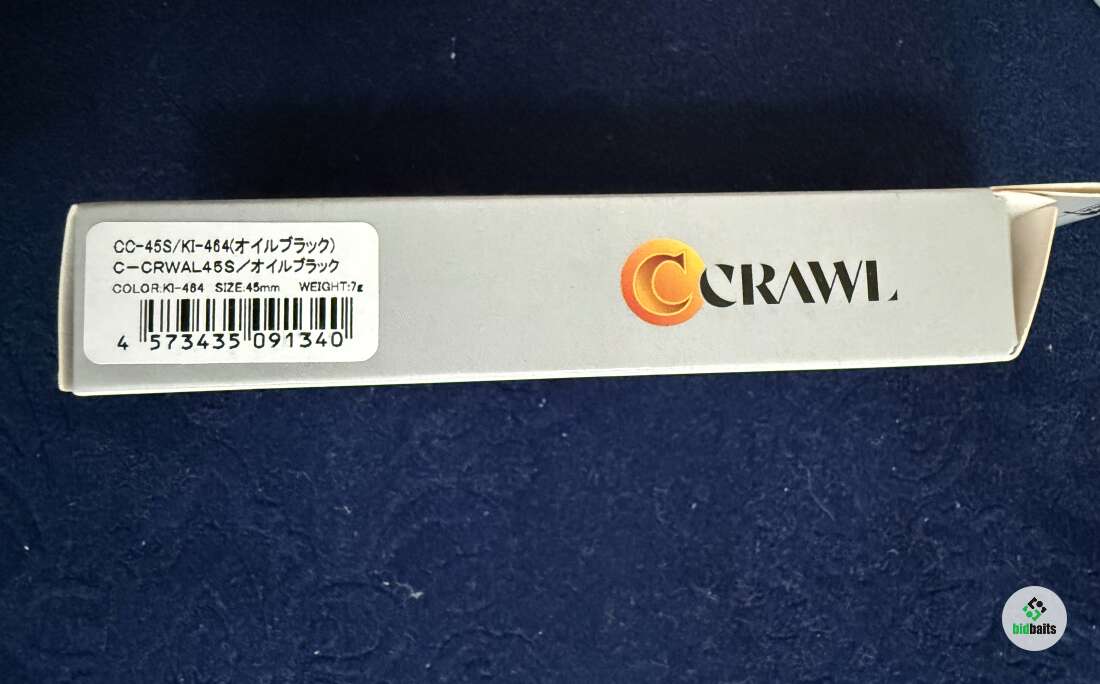 CC-45S/KI-464(オイルブラック)
C－CRWAL45S／オイルブラック
COLOR:KI-464 SIZE:45mm WEIGHT:7g
4 573435 091340
C CRAWL
bidbaits